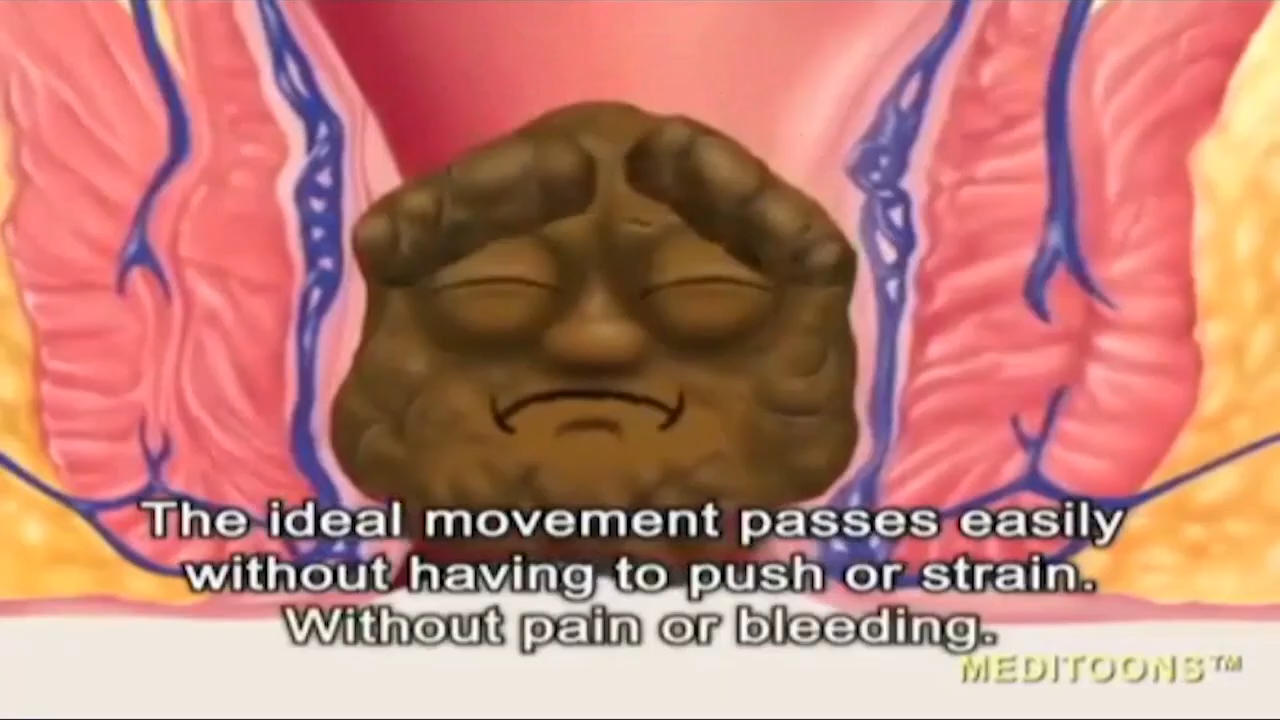 The ideal movement passes easily
without having to push or strain.
Without pain or bleeding.
MEDITOONS™